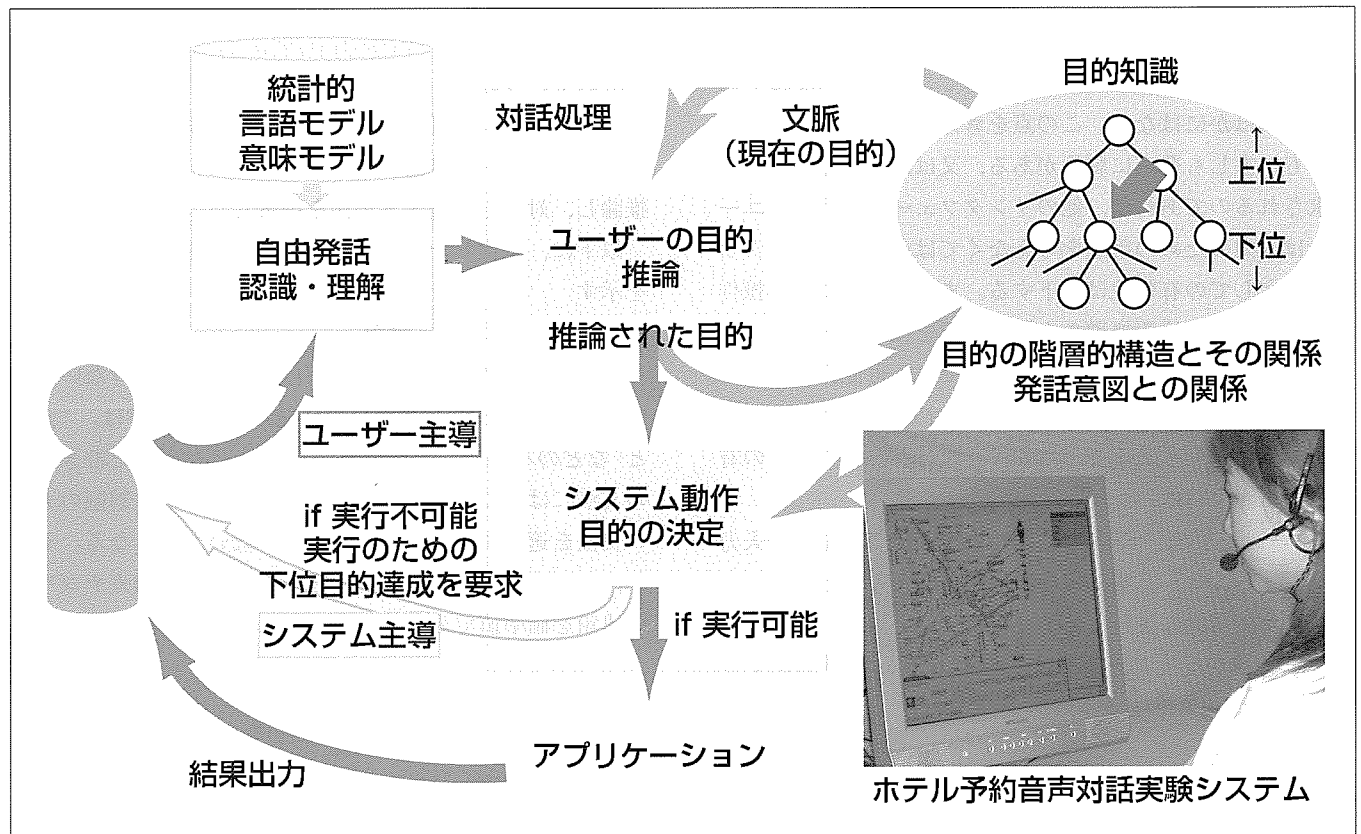 統計的
言語モデル
意味モデル
対話処理
文脈
（現在の目的）
目的知識
↑
上位
下位
↓
自由発話
認識・理解
ユーザーの目的
推論
推論された目的
目的の階層的構造とその関係
発話意図との関係
ユーザー主導
if 実行不可能
実行のための
下位目的達成を要求
システム主導
システム動作
目的の決定
if 実行可能
アプリケーション
結果出力
ホテル予約音声対話実験システム